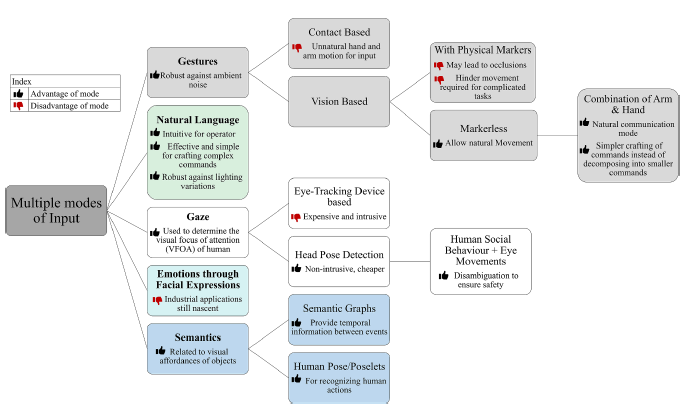 Index
Advantage of mode
Disadvantage of mode
Multiple modes
of Input
Gestures
Robust against ambient
noise
Natural Language
Intuitive for operator
Effective and simple
for crafting complex
commands
Robust against lighting
variations
Gaze
Used to determine the
visual focus of attention
(VFOA) of human
Emotions through
Facial Expressions
Industrial applications
still nascent
Semantics
Related to visual
affordances of objects
Contact Based
Unnatural hand and
arm motion for input
Vision Based
Eye-Tracking Device
based
Expensive and intrusive
Head Pose Detection
Non-intrusive, cheaper
Semantic Graphs
Provide temporal
information between events
Human Pose/Poselets
For recognizing human
actions
With Physical Markers
May lead to occlusions
Hinder movement
required for complicated
tasks
Markerless
Allow natural Movement
Human Social
Behaviour + Eye
Movements
Disambiguation to
ensure safety
Combination of Arm
& Hand
Natural communication
mode
Simpler crafting of
commands instead of
decomposing into smaller
commands